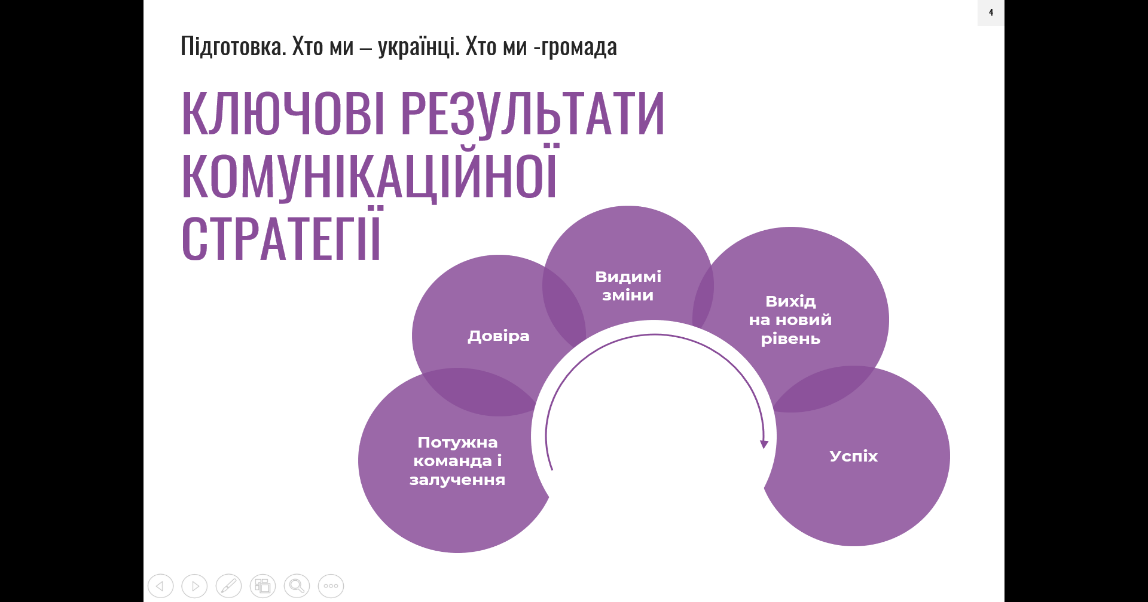 4
Підготовка. Хто ми – українці. Хто ми -громада
КЛЮЧОВІ РЕЗУЛЬТАТИ
КОМУНІКАЦІЙНОЇ
СТРАТЕГІЇ
Потужна
команда і
залучення
Довіра
Видимі
зміни
Вихід
на новий
рівень
Успіх